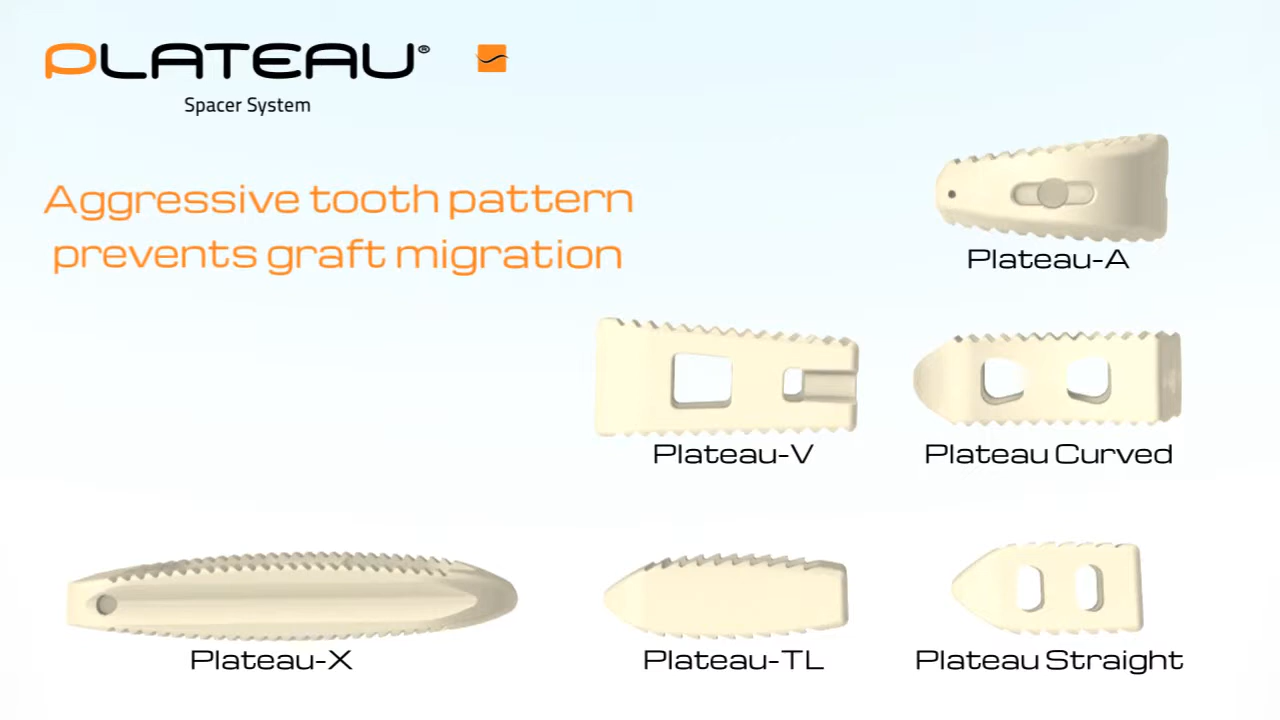 PLATEAU®
Spacer System
Aggressive tooth pattern
prevents graft migration
Plateau-A
Plateau-V
Plateau Curved
Plateau-X
Plateau-TL
Plateau Straight